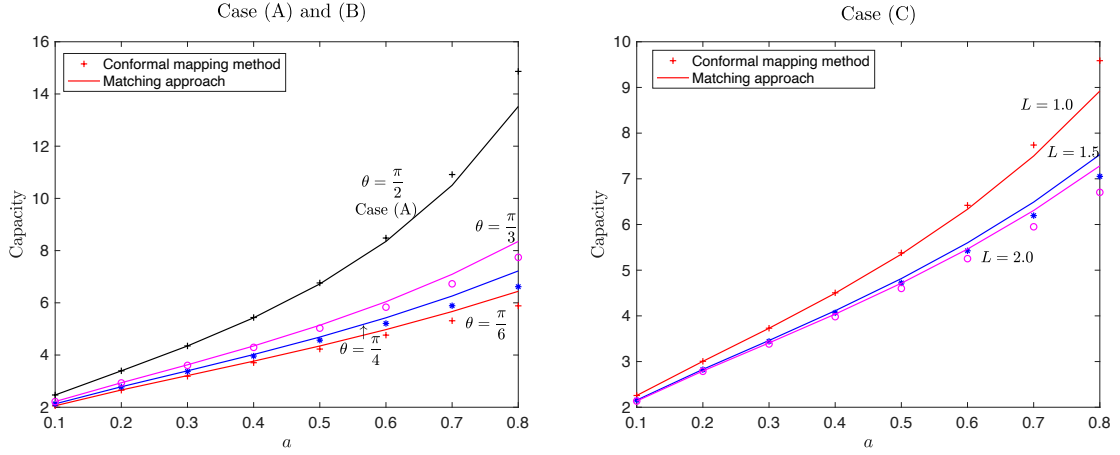 Case (A) and (B)
Conformal mapping method
Matching approach
Capacity
16
14
12
10
8
6
4
2
θ = π/2
Case (A)
θ = π/3
θ = π/4
θ = π/6
0.1 0.2 0.3 0.4 0.5 0.6 0.7 0.8
a
Case (C)
Conformal mapping method
Matching approach
Capacity
10
9
8
7
6
5
4
3
2
L = 1.0
L = 1.5
L = 2.0
0.1 0.2 0.3 0.4 0.5 0.6 0.7 0.8
a